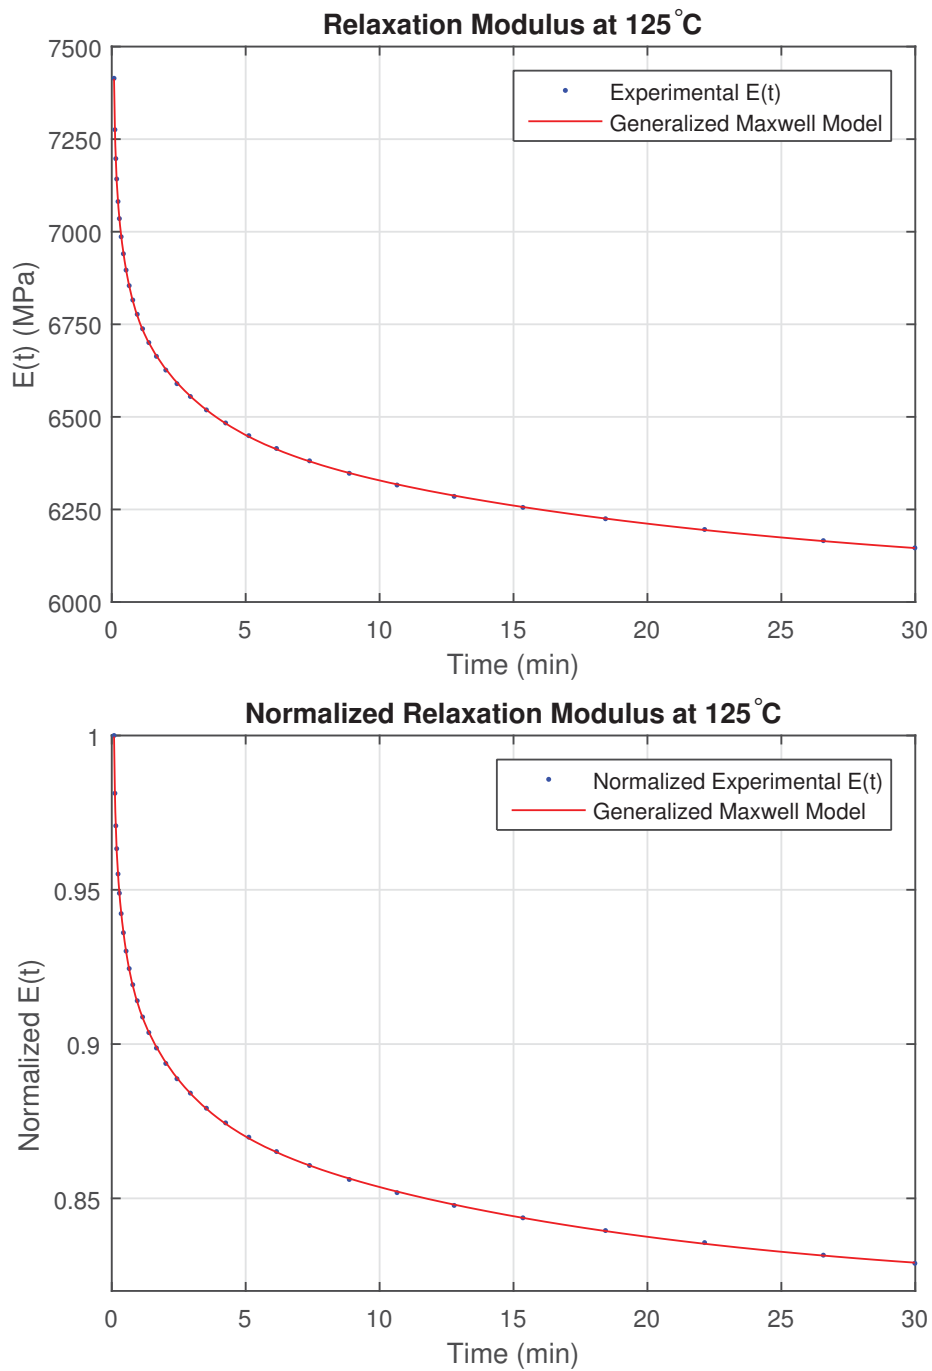 Relaxation Modulus at 125°C
7500
7250
7000
6750
6500
6250
6000
E(t) (MPa)
Experimental E(t)
Generalized Maxwell Model
0 5 10 15 20 25 30
Time (min)
Normalized Relaxation Modulus at 125°C
1
0.95
0.9
0.85
Normalized E(t)
Normalized Experimental E(t)
Generalized Maxwell Model
0 5 10 15 20 25 30
Time (min)